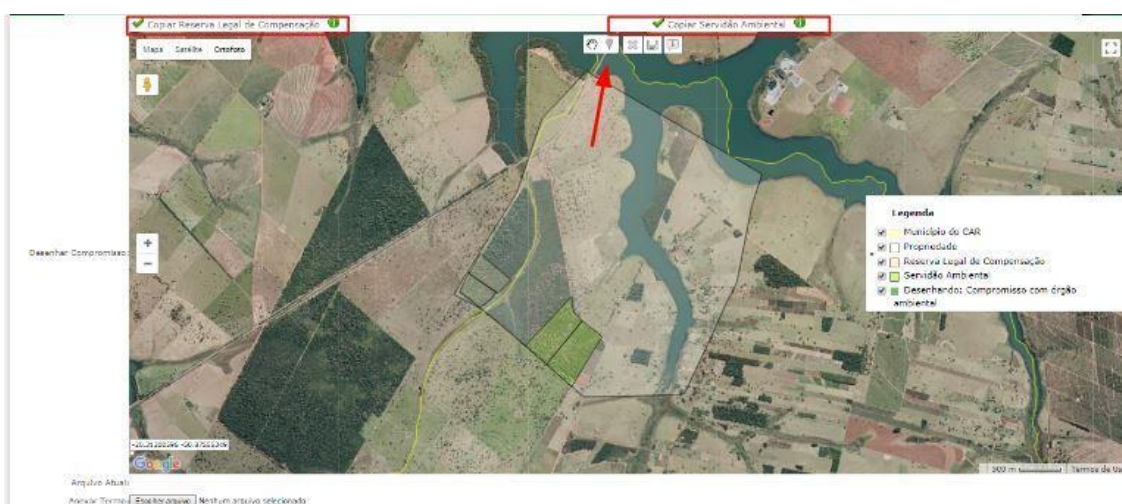 Copiar Reserva Legal de Compensação
Copiar Servidão Ambiental
Mapa Satélite Ortofoto
Legenda
Município do CAR
Propriedade
Reserva Legal de Compensação
Servidão Ambiental
Desenhando: Compromisso com órgão
ambiental
Desenhar Compromisso:
Google
500 m
Termos de Us
Arquivo Atual:
Anexar Termo: Escolher arquivo Nenhum arquivo selecionado